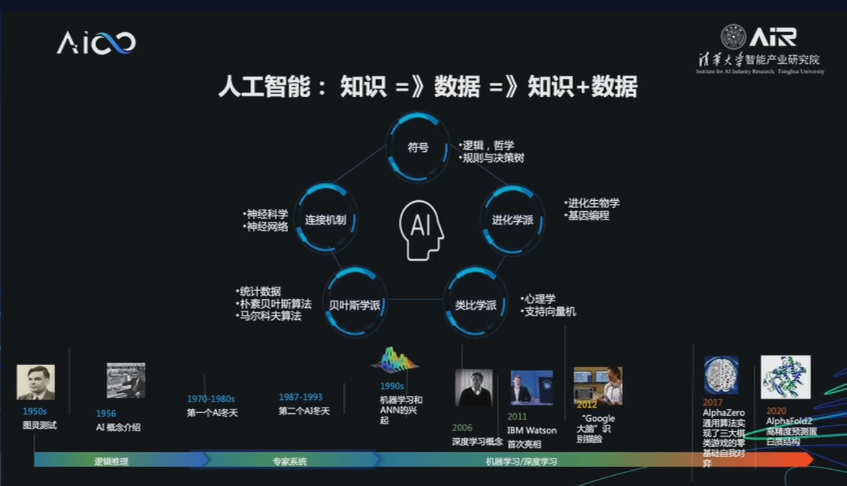 AiCO
AIR
清华大学智能产业研究院
Institute for AI Industry Research, Tsinghua University
人工智能： 知识 =》数据 =》知识+数据
符号
•逻辑，哲学
•规则与决策树
连接机制
•神经科学
•神经网络
AI
进化学派
•进化生物学
•基因编程
贝叶斯学派
•统计数据
•朴素贝叶斯算法
•马尔科夫算法
类比学派
•心理学
•支持向量机
1950s
图灵测试
1956
AI 概念介绍
1970-1980s
第一个AI冬天
1987-1993
第二个AI冬天
1990s
机器学习和
ANN的兴
起
2006
深度学习概念
2011
IBM Watson
首次亮相
2012
“Google
大脑”识
别猫脸
2017
AlphaZero
通用算法实
现了三大棋
类游戏的零
基础自我对
弈
2020
AlphaFold2
高精度预测蛋
白质结构
逻辑推理
专家系统
机器学习/深度学习